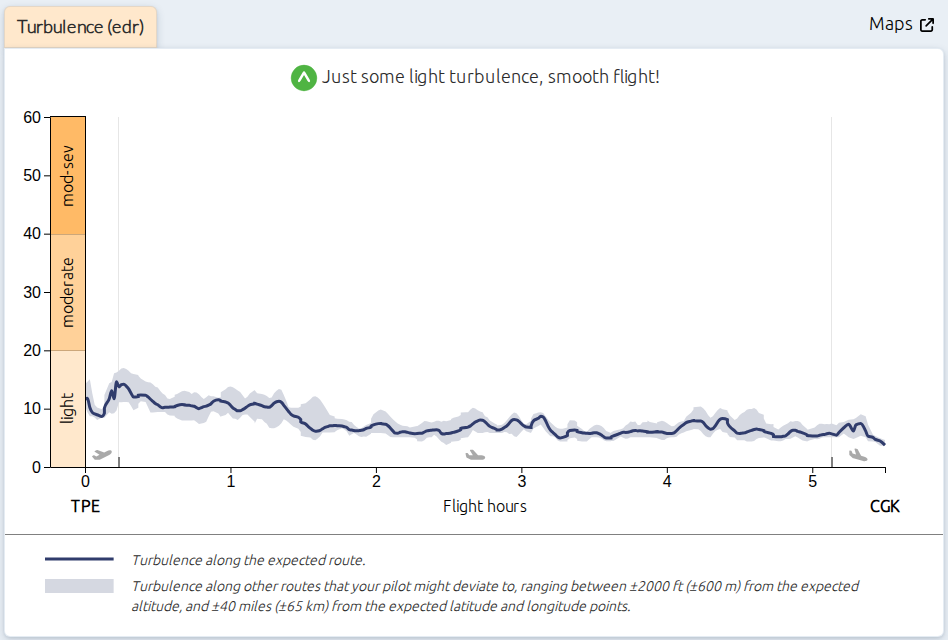 Turbulence (edr)
Maps
Just some light turbulence, smooth flight!
60
50
40
30
20
10
0
mod-sev
moderate
light
0 1 2 3 4 5
TPE Flight hours CGK
Turbulence along the expected route.
Turbulence along other routes that your pilot might deviate to, ranging between ±2000 ft (±600 m) from the expected
altitude, and ±40 miles (±65 km) from the expected latitude and longitude points.